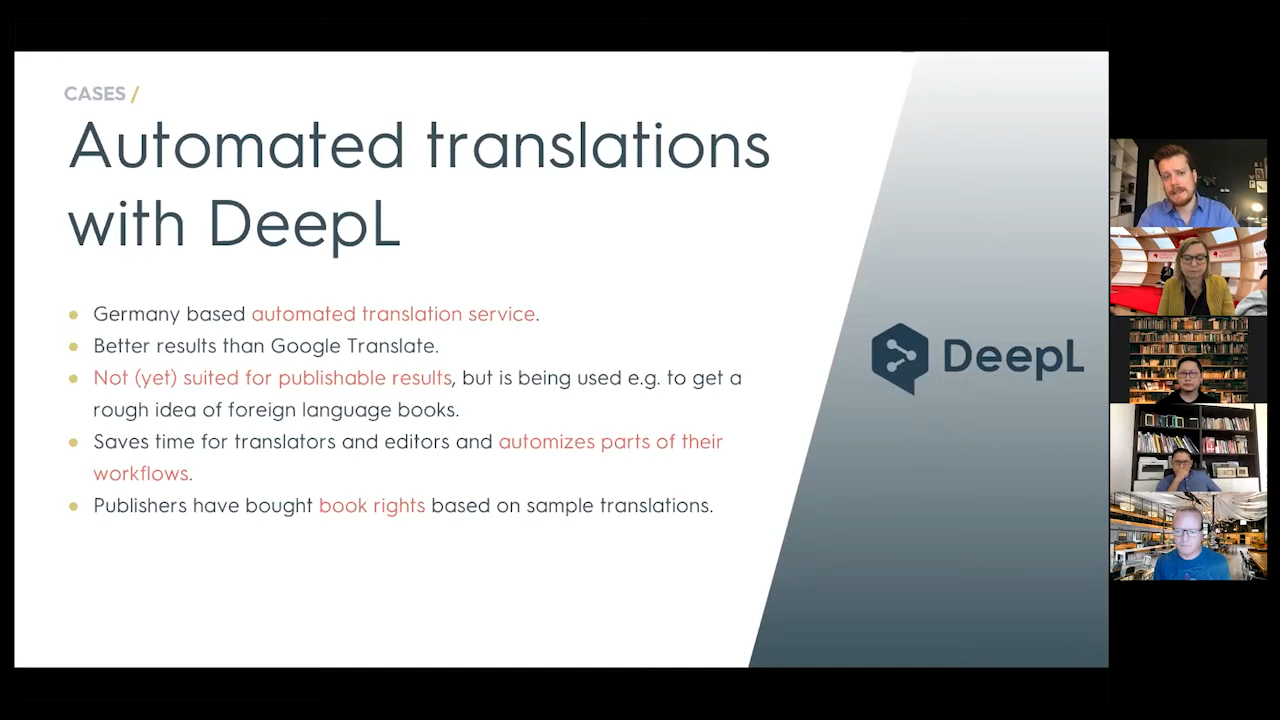 CASES /
Automated translations
with DeepL
Germany based automated translation service.
Better results than Google Translate.
Not (yet) suited for publishable results, but is being used e.g. to get a
rough idea of foreign language books.
Saves time for translators and editors and automizes parts of their
workflows.
Publishers have bought book rights based on sample translations.
DeepL